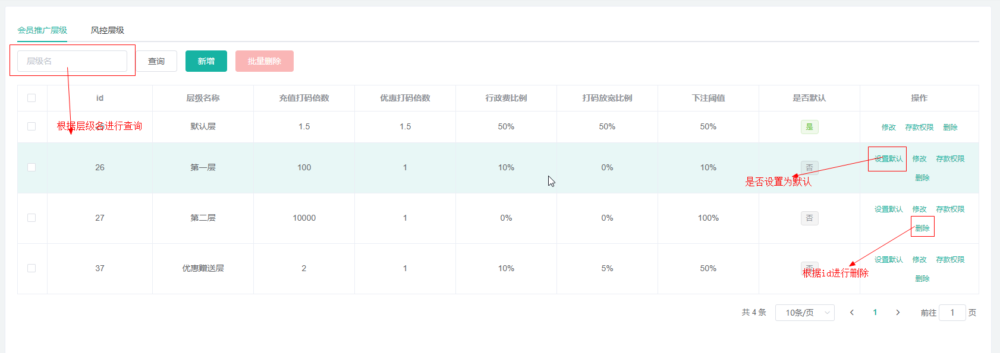 会员推广层级 风控层级
层级名 查询 新增 批量删除
id 层级名称 充值打码倍数 优惠打码倍数 行政费比例 打码放宽比例 下注阈值 是否默认 操作
根据层级名进行查询 默认层 1.5 1.5 50% 50% 50% 是 修改 存款权限 删除
26 第一层 100 1 10% 0% 10% 否 设置默认 修改 存款权限
删除
是否设置为默认
27 第二层 10000 1 0% 0% 100% 否 设置默认 修改 存款权限
删除
37 优惠赠送层 2 1 10% 5% 50% 否 设置默认 修改 存款权限
删除
根据id进行删除
共 4 条 10条/页 1 前往 1 页